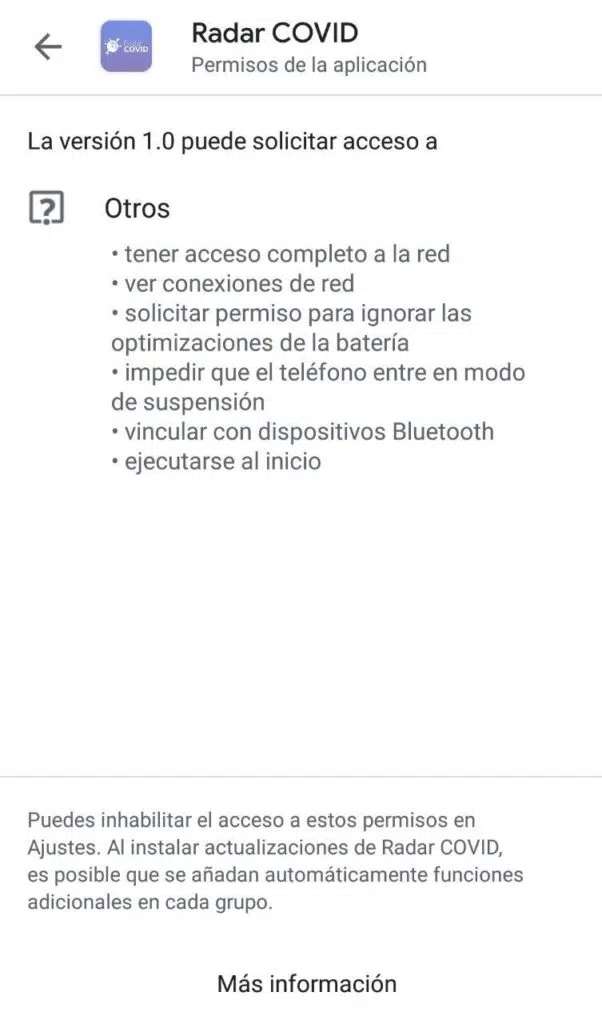 Radar COVID
COVID
Permisos de la aplicación
La versión 1.0 puede solicitar acceso a
Otros
• tener acceso completo a la red
• ver conexiones de red
• solicitar permiso para ignorar las
optimizaciones de la batería
• impedir que el teléfono entre en modo
de suspensión
• vincular con dispositivos Bluetooth
• ejecutarse al inicio
Puedes inhabilitar el acceso a estos permisos en
Ajustes. Al instalar actualizaciones de Radar COVID,
es posible que se añadan automáticamente funciones
adicionales en cada grupo.
Más información